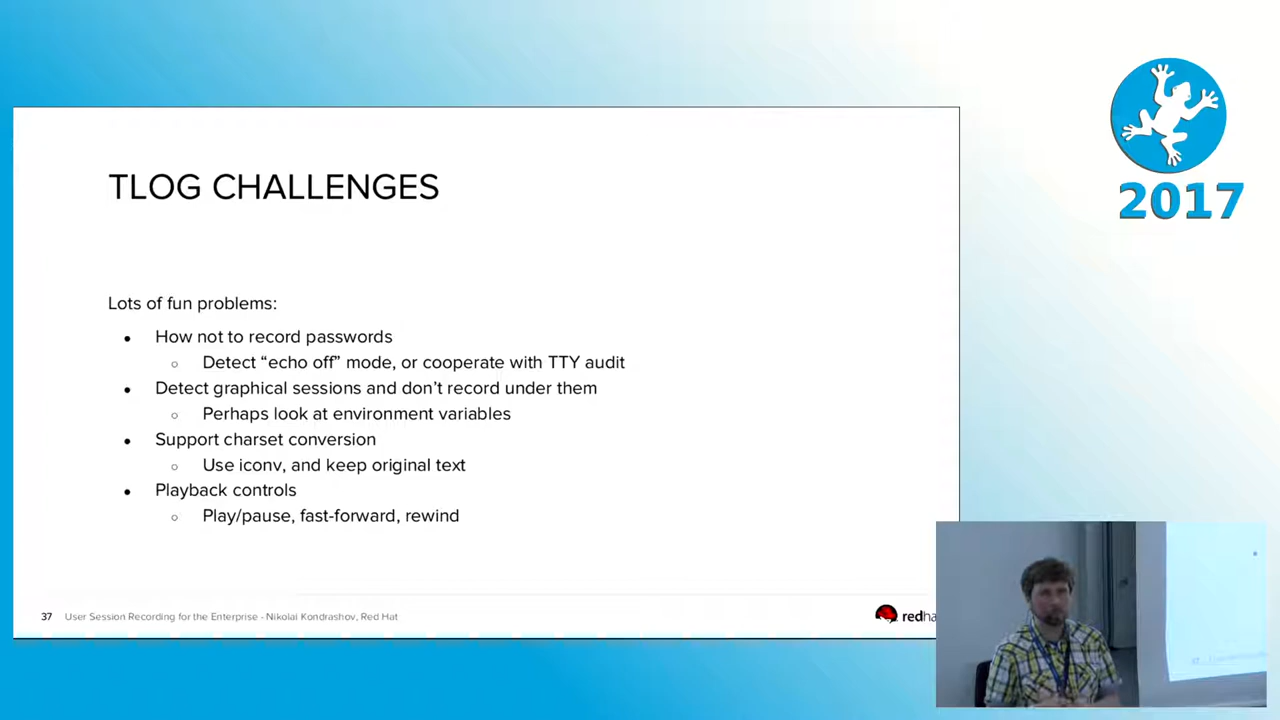 2017
TLOG CHALLENGES
Lots of fun problems:
● How not to record passwords
○ Detect “echo off” mode, or cooperate with TTY audit
● Detect graphical sessions and don’t record under them
○ Perhaps look at environment variables
● Support charset conversion
○ Use iconv, and keep original text
● Playback controls
○ Play/pause, fast-forward, rewind
37 User Session Recording for the Enterprise - Nikolai Kondrashov, Red Hat
redha